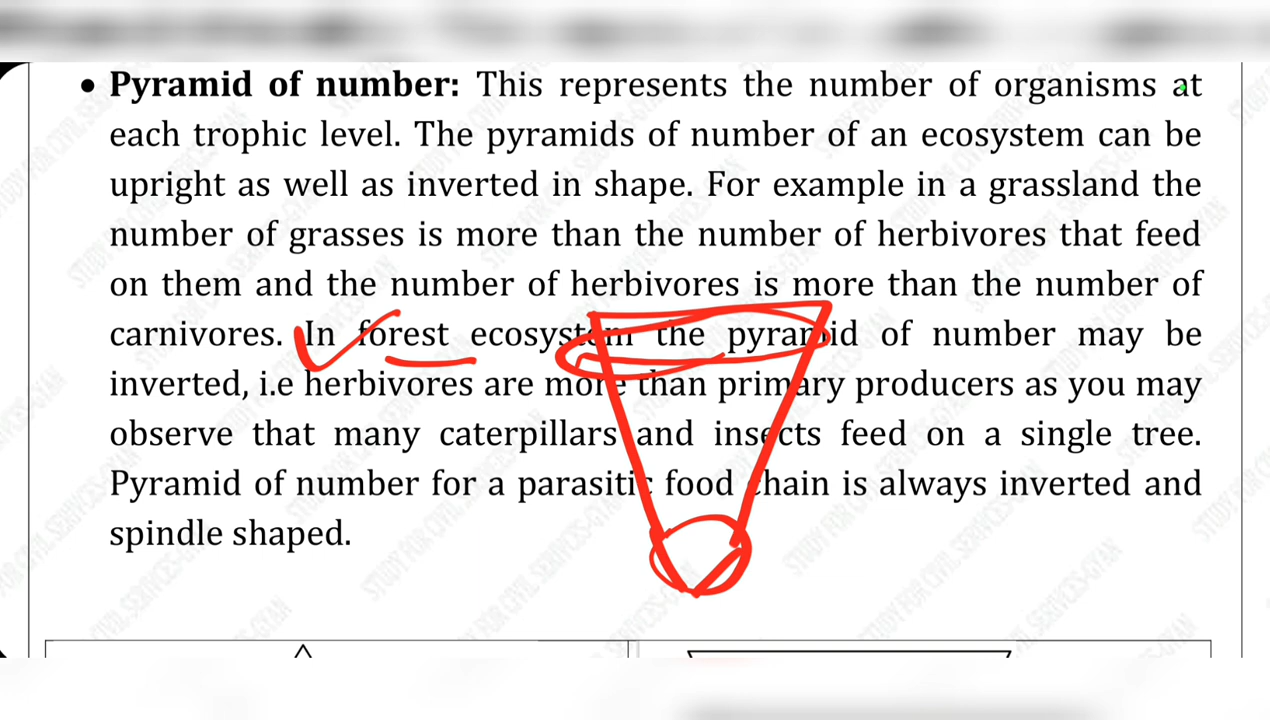 • Pyramid of number: This represents the number of organisms at
each trophic level. The pyramids of number of an ecosystem can be
upright as well as inverted in shape. For example in a grassland the
number of grasses is more than the number of herbivores that feed
on them and the number of herbivores is more than the number of
carnivores. In forest ecosystem the pyramid of number may be
inverted, i.e herbivores are more than primary producers as you may
observe that many caterpillars and insects feed on a single tree.
Pyramid of number for a parasitic food chain is always inverted and
spindle shaped.